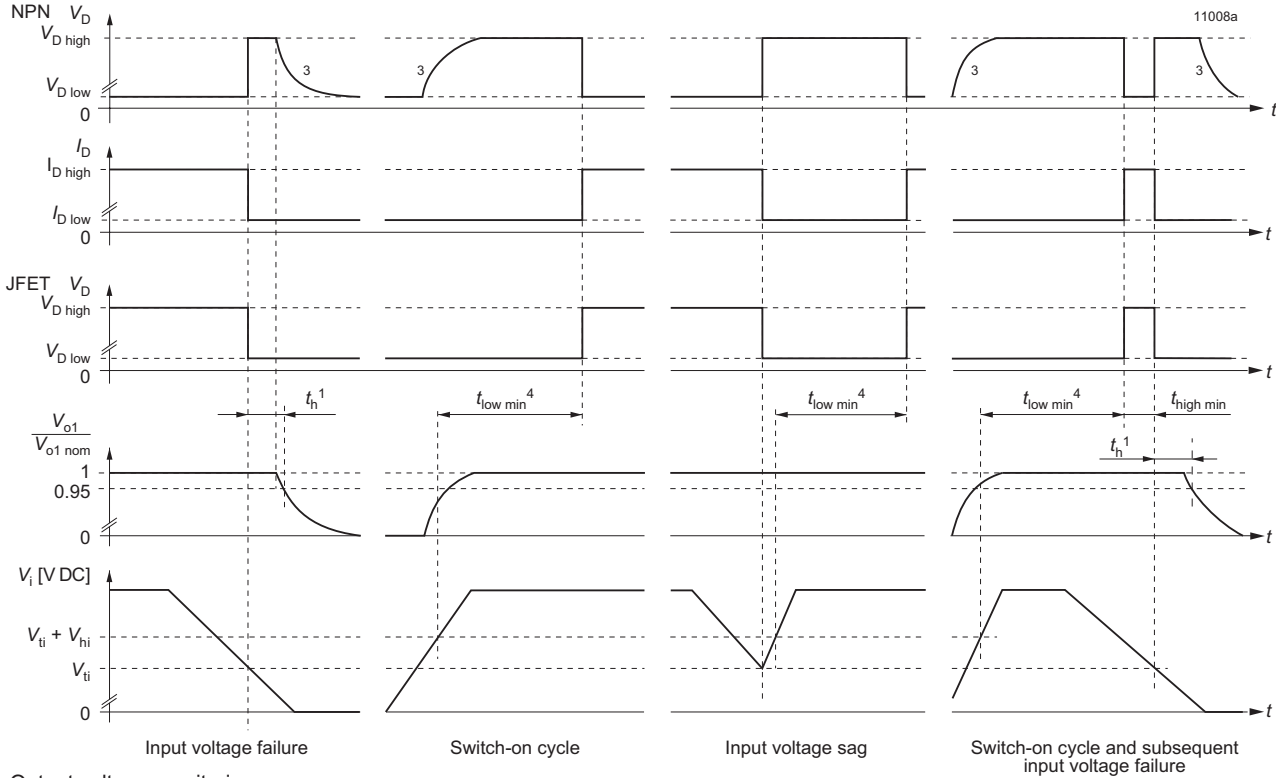 NPN V_D
11008a
V_D high
3
3
3
3
V_D low
0
t
I_D
I_D high
I_D low
0
t
JFET V_D
V_D high
V_D low
0
t
t_h^1
t_low min^4
t_low min^4
t_low min^4
t_high min
V_o1
V_o1 nom
t_h^1
1
0.95
0
t
V_i [V DC]
V_ti + V_hi
V_ti
0
t
Input voltage failure
Switch-on cycle
Input voltage sag
Switch-on cycle and subsequent
input voltage failure